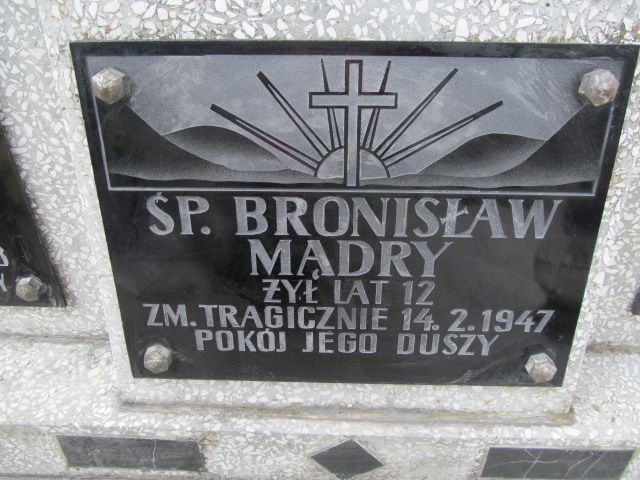 ŚP. BRONISŁAW
MĄDRY
ŻYŁ LAT 12
ZM. TRAGICZNIE 14.2.1947
POKÓJ JEGO DUSZY